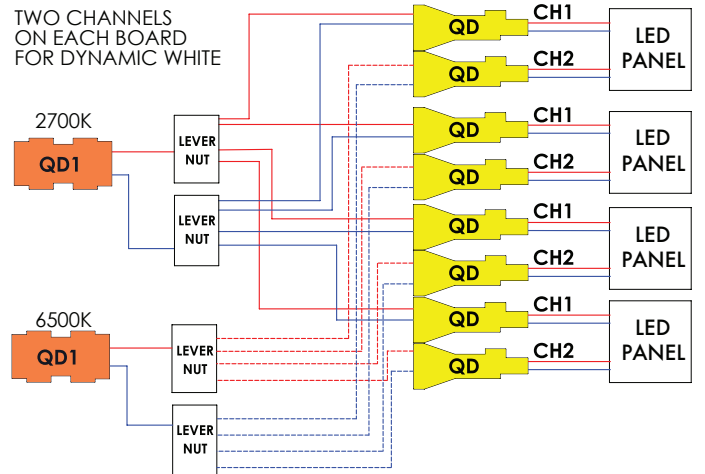 TWO CHANNELS
ON EACH BOARD
FOR DYNAMIC WHITE
2700K
QD1
LEVER
NUT
LEVER
NUT
6500K
QD1
LEVER
NUT
LEVER
NUT
QD
CH1
QD
CH2
LED
PANEL
QD
CH1
QD
CH2
LED
PANEL
QD
CH1
QD
CH2
LED
PANEL
QD
CH1
QD
CH2
LED
PANEL